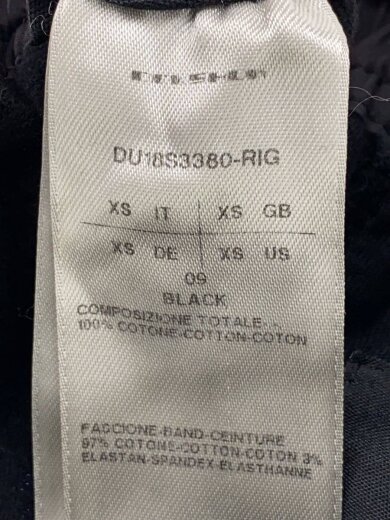 DU18S3380-RIG
XS IT XS GB
XS DE XS US
09
BLACK
COMPOSIZIONE TOTALE
100% COTONE-COTTON-COTON
FASCIONE-BAND-CEINTURE
97% COTONE-COTTON-COTON 3%
ELASTAN-SPANDEX-ELASTHANNE